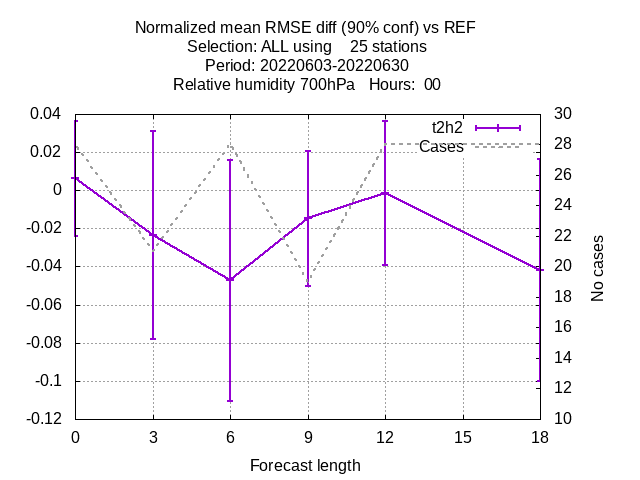 Normalized mean RMSE diff (90% conf) vs REF
Selection: ALL using 25 stations
Period: 20220603-20220630
Relative humidity 700hPa Hours: 00
0.04
0.02
0
-0.02
-0.04
-0.06
-0.08
-0.1
-0.12
t2h2
Cases
30
28
26
24
22
20
18
16
14
12
10
No cases
0 3 6 9 12 15 18
Forecast length